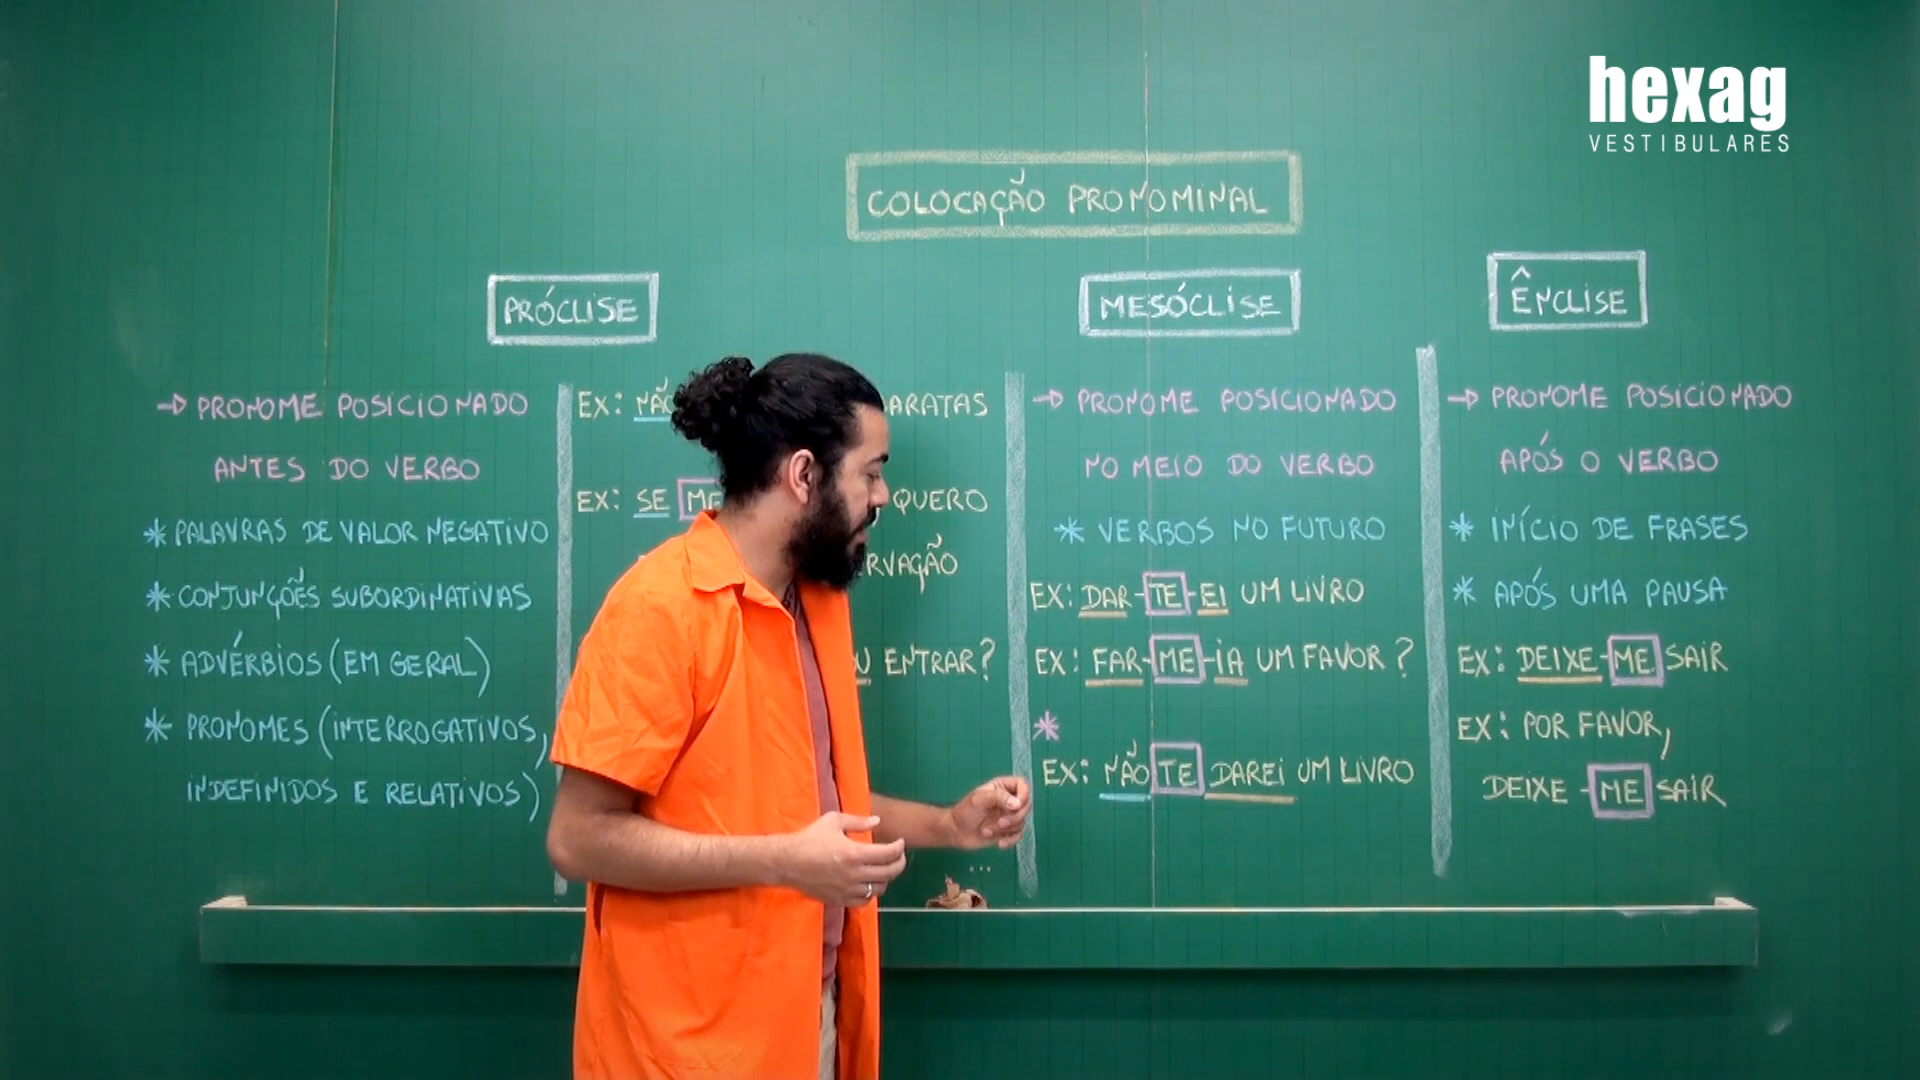 hexag
VESTIBULARES
COLOCAÇÃO PRONOMINAL
PRÓCLISE
→ PRONOME POSICIONADO
ANTES DO VERBO
* PALAVRAS DE VALOR NEGATIVO
* CONJUNÇÕES SUBORDINATIVAS
* ADVÉRBIOS (EM GERAL)
* PRONOMES (INTERROGATIVOS,
INDEFINIDOS E RELATIVOS)
EX: NÃO
EX: SE ME QUERO
ENTRAR?
...
MESÓCLISE
→ PRONOME POSICIONADO
NO MEIO DO VERBO
* VERBOS NO FUTURO
EX: DAR-TE-EI UM LIVRO
EX: FAR-ME-IA UM FAVOR?
*
EX: NÃO TE DAREI UM LIVRO
ÊNCLISE
→ PRONOME POSICIONADO
APÓS O VERBO
* INÍCIO DE FRASES
* APÓS UMA PAUSA
EX: DEIXE-ME SAIR
EX: POR FAVOR,
DEIXE-ME SAIR